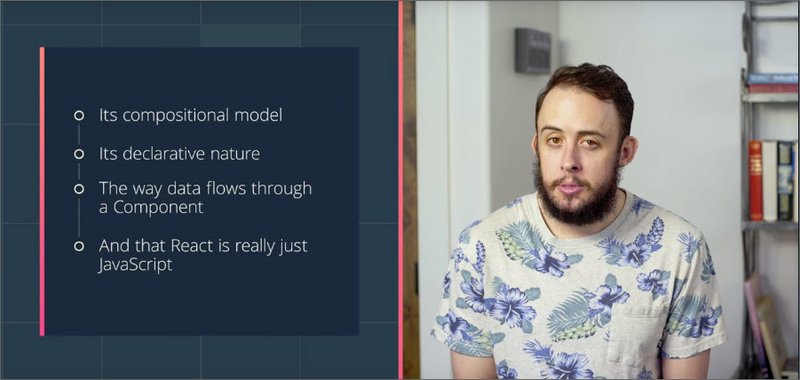 Its compositional model
Its declarative nature
The way data flows through
a Component
And that React is really just
JavaScript